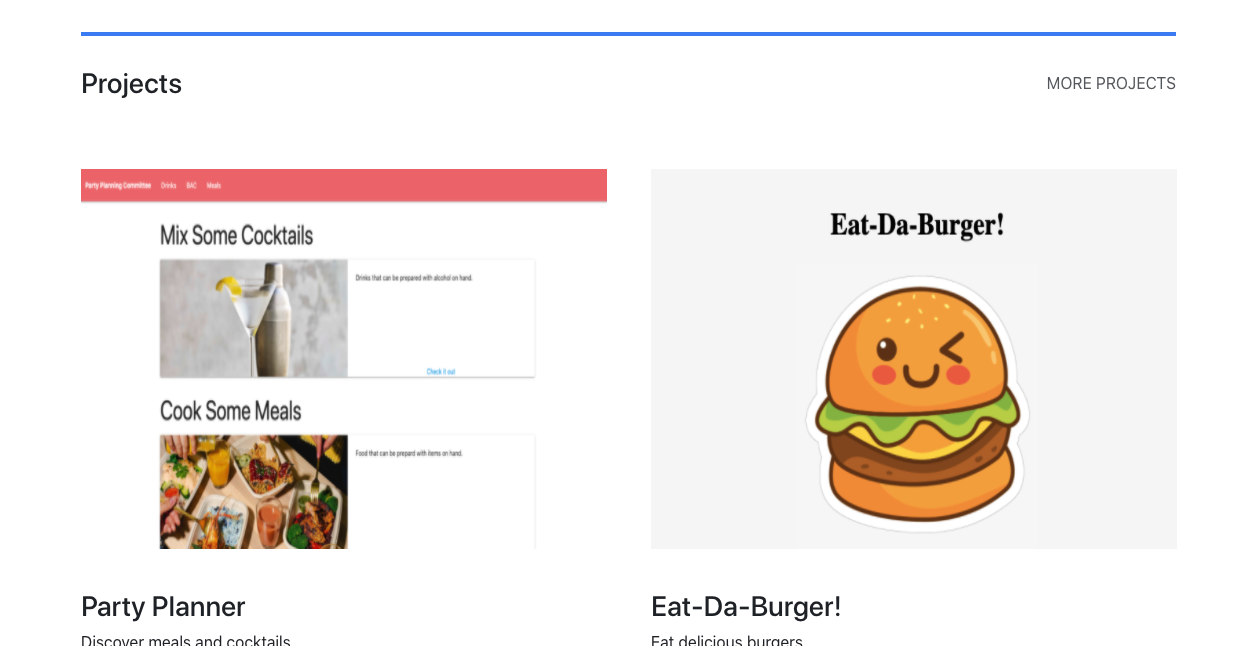 Projects
MORE PROJECTS
Party Planning Committee Drinks BAC Meals
Mix Some Cocktails
Drinks that can be prepared with alcohol on hand.
Check it out
Cook Some Meals
Food that can be prepard with items on hand.
Eat-Da-Burger!
Party Planner
Discover meals and cocktails
Eat-Da-Burger!
Eat delicious burgers